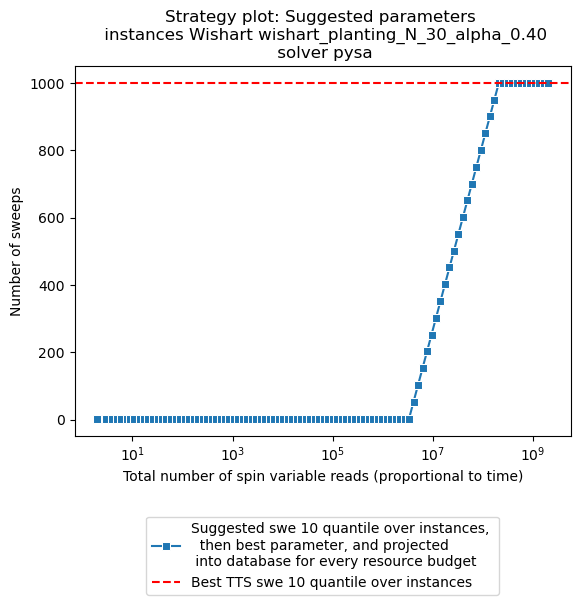 Strategy plot: Suggested parameters
instances Wishart wishart_planting_N_30_alpha_0.40
solver pysa
1000
800
600
400
200
0
Number of sweeps
10^1
10^3
10^5
10^7
10^9
Total number of spin variable reads (proportional to time)
Suggested swe 10 quantile over instances,
then best parameter, and projected
into database for every resource budget
Best TTS swe 10 quantile over instances